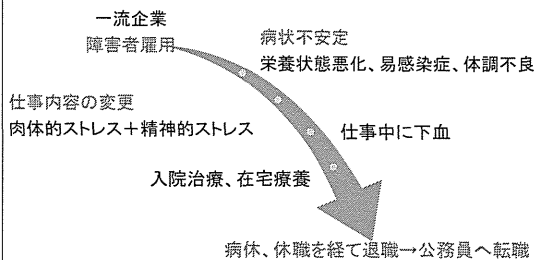 一流企業
障害者雇用
病状不安定
栄養状態悪化、易感染症、体調不良
仕事内容の変更
肉体的ストレス+精神的ストレス
仕事中に下血
入院治療、在宅療養
病休、休職を経て退職→公務員へ転職